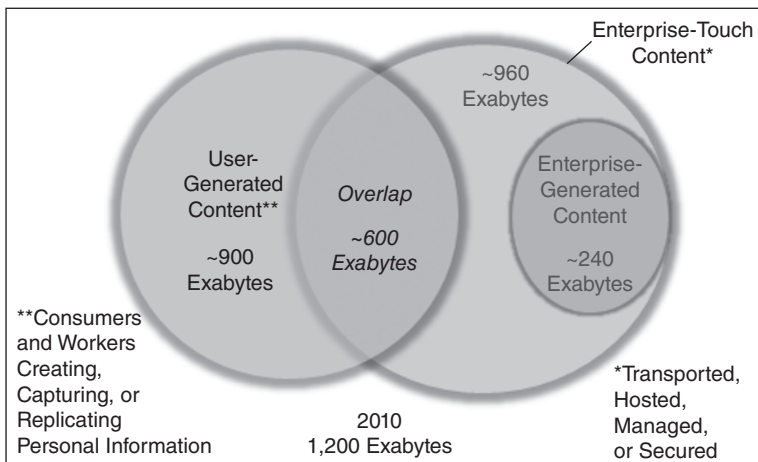 Enterprise-Touch
Content*
~960
Exabytes
User-
Generated
Content**
~900
Exabytes
Overlap
~600
Exabytes
Enterprise-
Generated
Content
~240
Exabytes
**Consumers
and Workers
Creating,
Capturing, or
Replicating
Personal Information
2010
1,200 Exabytes
*Transported,
Hosted,
Managed,
or Secured